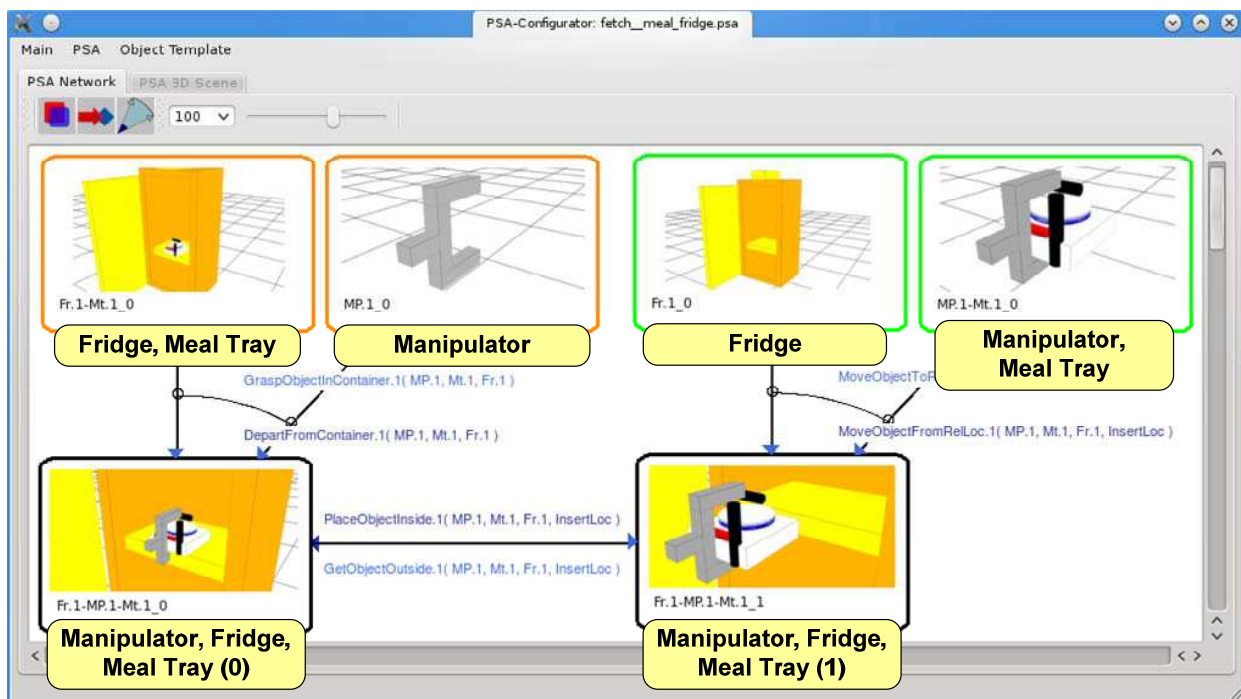 PSA-Configurator: fetch__meal_fridge.psa
Main PSA Object Template
PSA Network PSA 3D Scene
100
Fr.1-Mt.1_0
MP.1_0
Fr.1_0
MP.1-Mt.1_0
Fridge, Meal Tray
Manipulator
Fridge
Manipulator,
Meal Tray
GraspObjectInContainer.1( MP.1, Mt.1, Fr.1 )
DepartFromContainer.1( MP.1, Mt.1, Fr.1 )
MoveObjectFromRelLoc.1( MP.1, Mt.1, Fr.1, InsertLoc )
PlaceObjectInside.1( MP.1, Mt.1, Fr.1, InsertLoc )
GetObjectOutside.1( MP.1, Mt.1, Fr.1, InsertLoc )
Fr.1-MP.1-Mt.1_0
Fr.1-MP.1-Mt.1_1
Manipulator, Fridge,
Meal Tray (0)
Manipulator, Fridge,
Meal Tray (1)